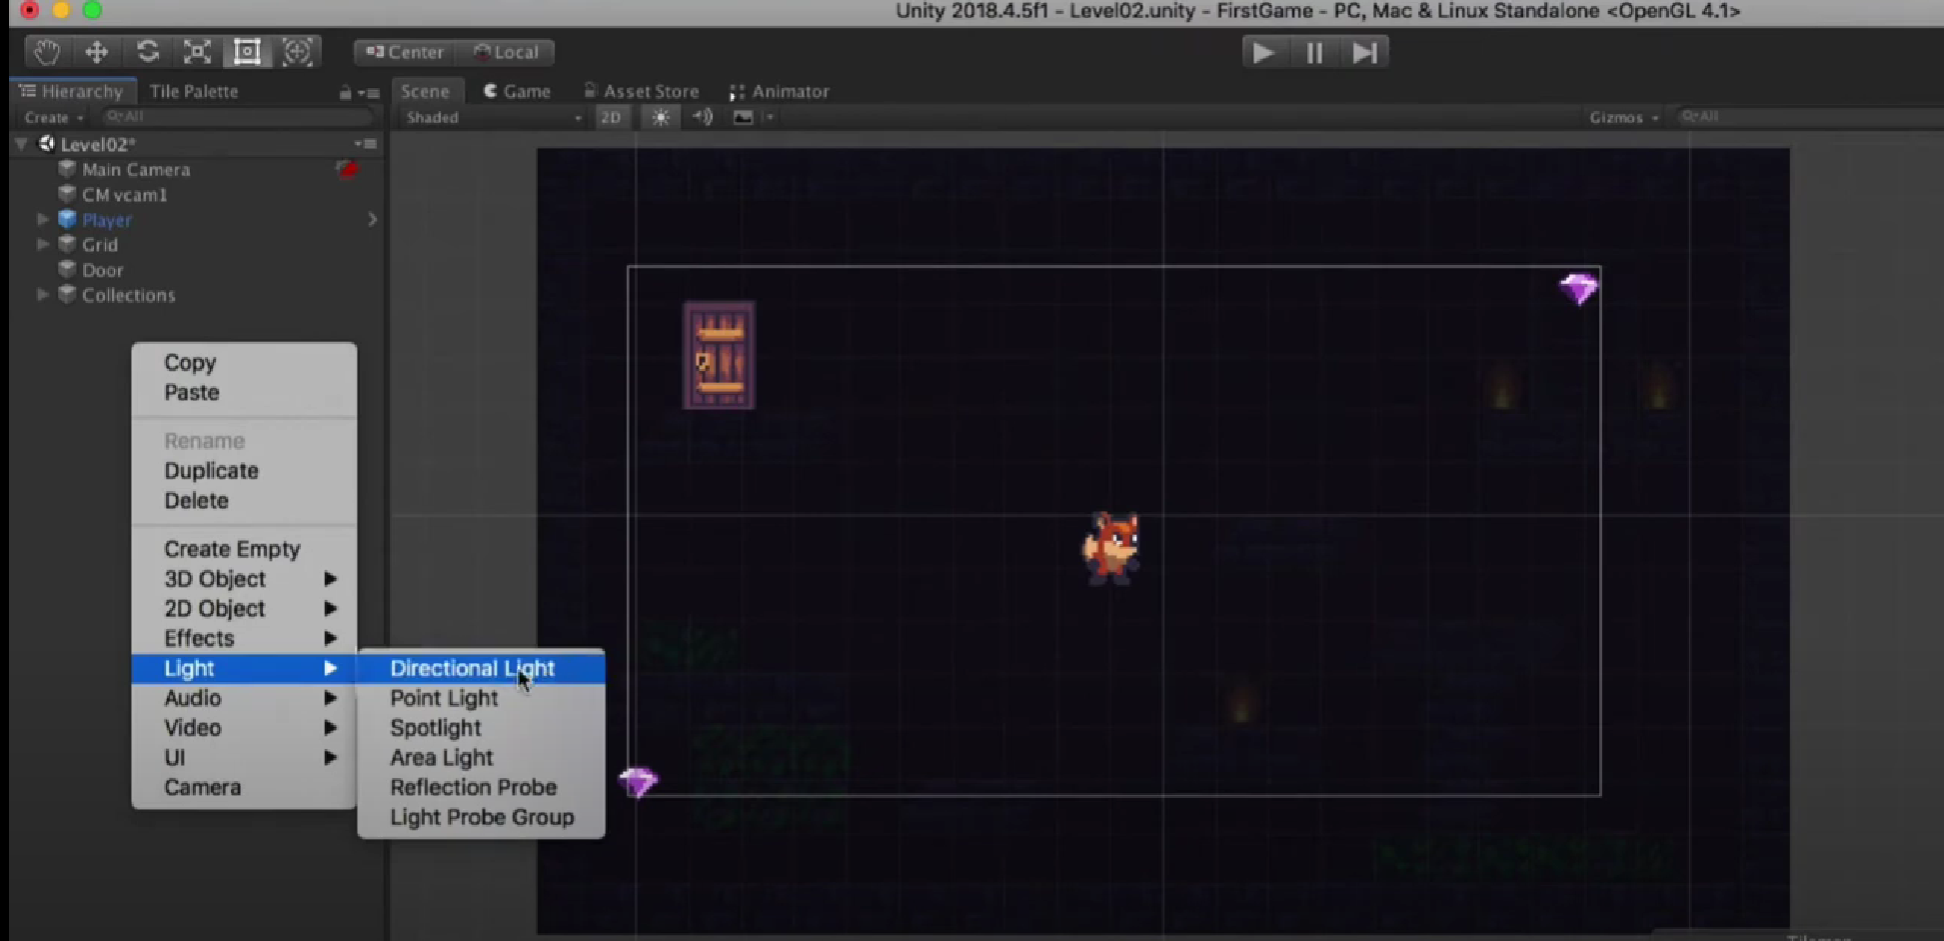 Unity 2018.4.5f1 - Level02.unity - FirstGame - PC, Mac & Linux Standalone <OpenGL 4.1>
Center Local
Hierarchy Tile Palette Scene Game Asset Store Animator
Create All Shaded 2D Gizmos All
Level02*
Main Camera
CM vcam1
Player
Grid
Door
Collections
Copy
Paste
Rename
Duplicate
Delete
Create Empty
3D Object
2D Object
Effects
Light
Audio
Video
UI
Camera
Directional Light
Point Light
Spotlight
Area Light
Reflection Probe
Light Probe Group